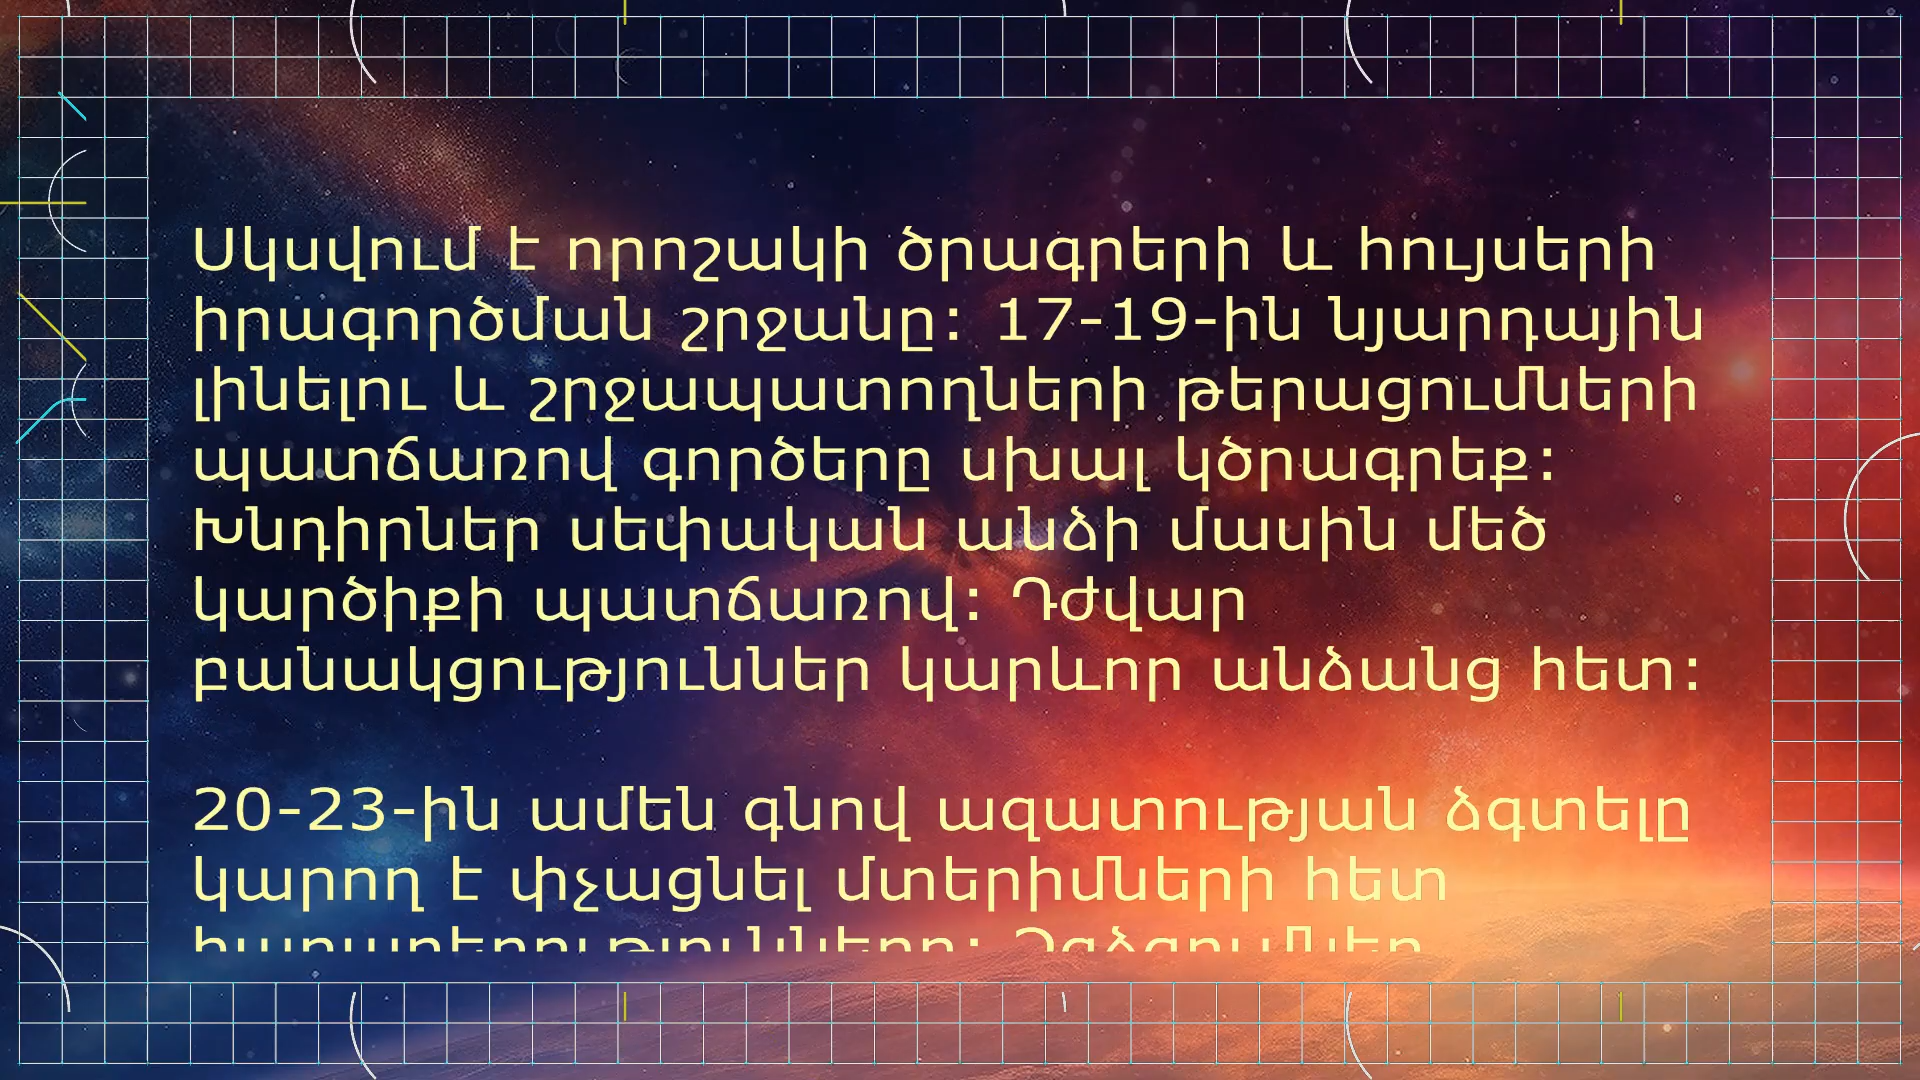 Սկսվում է որոշակի ծրագրերի և հույսերի
իրագործման շրջանը: 17-19-ին նյարդային
լինելու և շրջապատողների թերացումների
պատճառով գործերը սխալ կծրագրեք:
Խնդիրներ սեփական անձի մասին մեծ
կարծիքի պատճառով: Դժվար
բանակցություններ կարևոր անձանց հետ:
20-23-ին ամեն գնով ազատության ձգտելը
կարող է փչացնել մտերիմների հետ